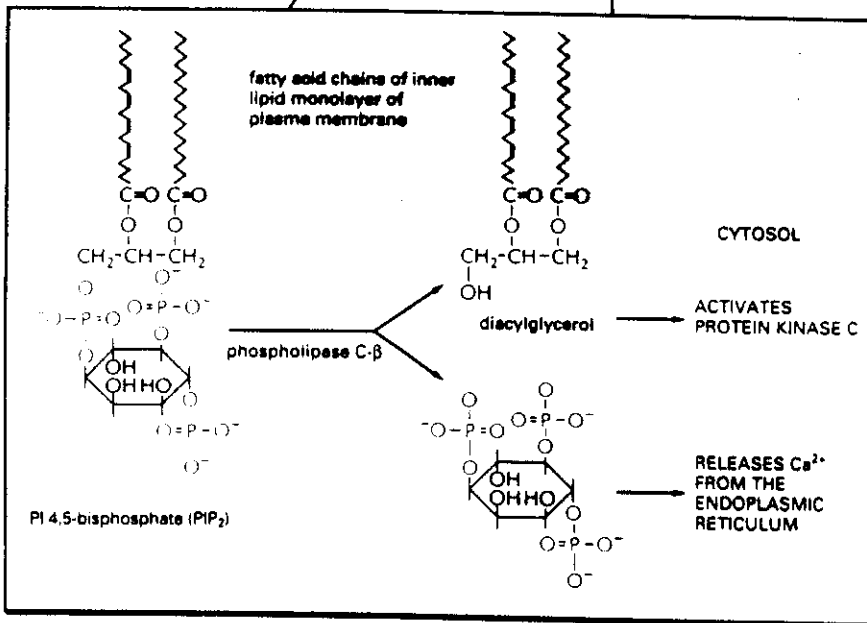 fatty acid chains of inner
lipid monolayer of
plasma membrane
C=O C=O
O O
CH₂-CH-CH₂
O O⁻
⁻O-P=O O=P-O⁻
O O
OH
OH HO
O
O=P-O⁻
O⁻
PI 4,5-bisphosphate (PIP₂)
phospholipase C-β
C=O C=O
O O
CH₂-CH-CH₂
OH
diacylglycerol
CYTOSOL
ACTIVATES
PROTEIN KINASE C
O O
⁻O-P=O O=P-O⁻
O O
OH
OH HO
O
O=P-O⁻
O⁻
RELEASES Ca²⁺
FROM THE
ENDOPLASMIC
RETICULUM